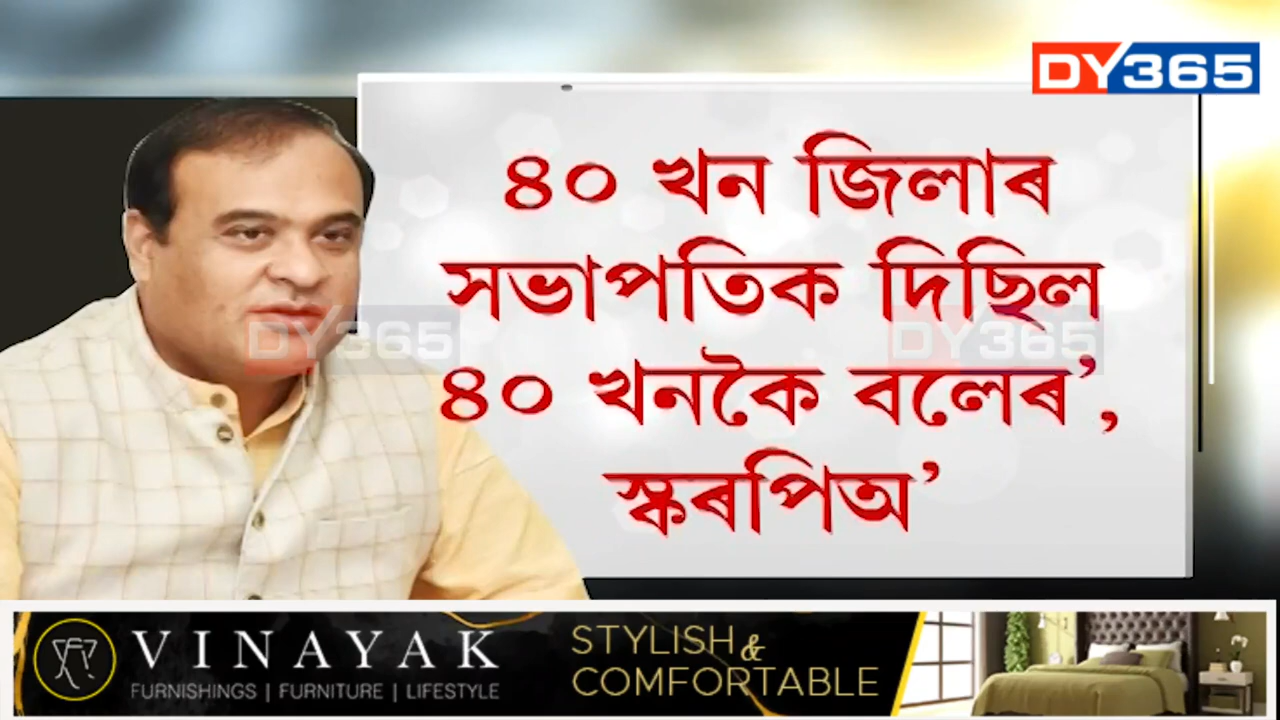 DY365
৪০ খন জিলাৰ
সভাপতিক দিছিল
৪০ খনকৈ বলেৰ’,
স্কৰপিঅ’
DY365
DY365
VINAYAK
FURNISHINGS | FURNITURE | LIFESTYLE
STYLISH &
COMFORTABLE